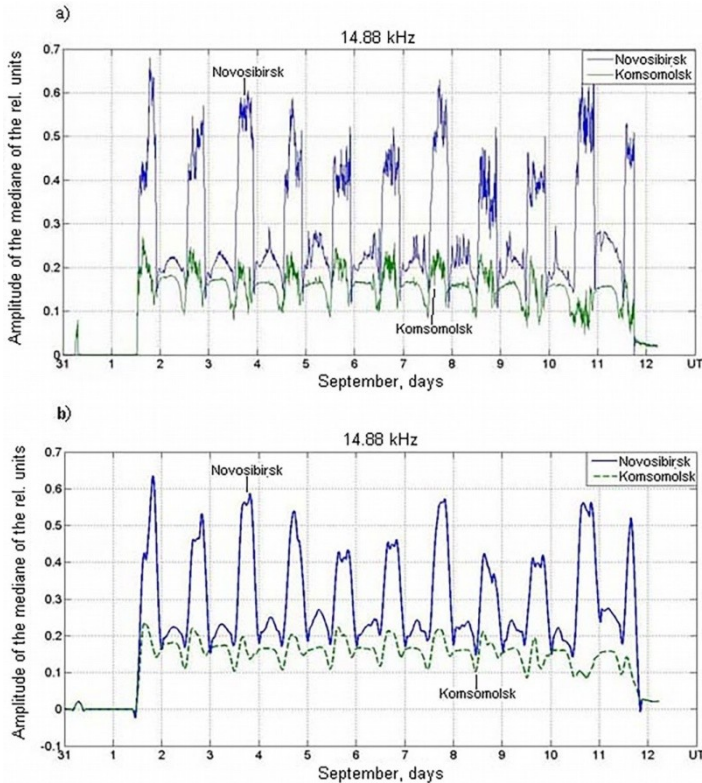 a)
14.88 kHz
Amplitude of the mediane of the rel. units
0.7
0.6
0.5
0.4
0.3
0.2
0.1
0
Novosibirsk
Komsomolsk
Novosibirsk
Komsomolsk
31 1 2 3 4 5 6 7 8 9 10 11 UT
September, days
b)
14.88 kHz
Amplitude of the mediane of the rel. units
0.7
0.6
0.5
0.4
0.3
0.2
0.1
0
-0.1
Novosibirsk
Komsomolsk
Novosibirsk
Komsomolsk
31 1 2 3 4 5 6 7 8 9 10 11 12 UT
September, days